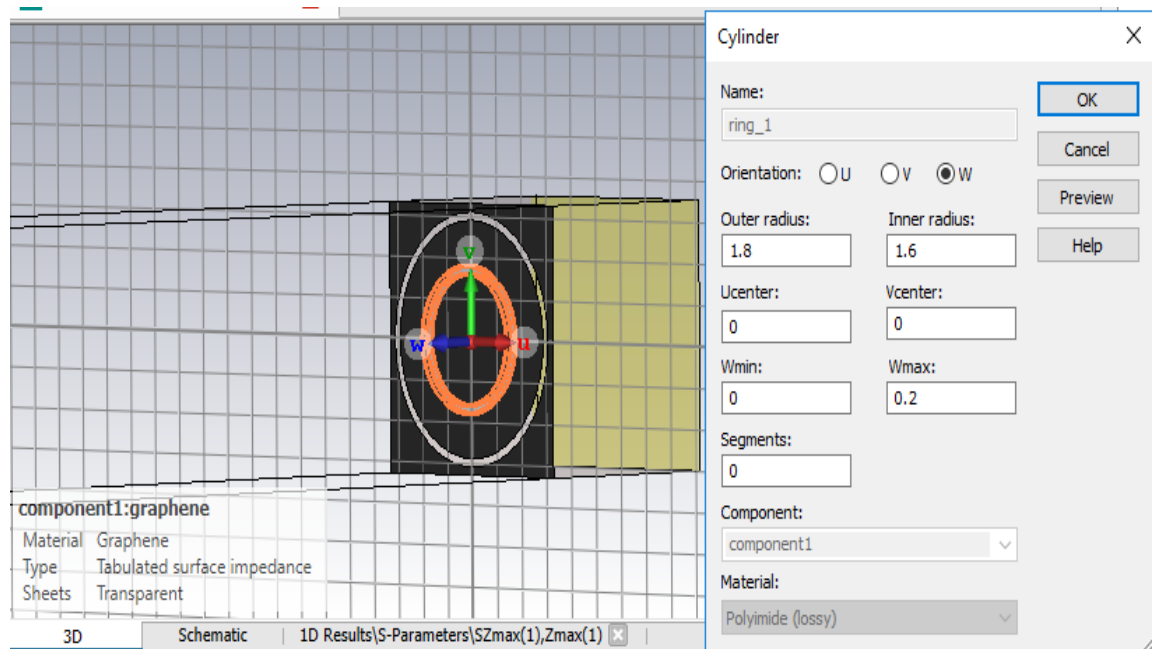 v
w
u
component1:graphene
Material Graphene
Type Tabulated surface impedance
Sheets Transparent
3D Schematic 1D Results\S-Parameters\SZmax(1),Zmax(1)
Cylinder
Name:
ring_1
Orientation: U V W
Outer radius: Inner radius:
1.8 1.6
Ucenter: Vcenter:
0 0
Wmin: Wmax:
0 0.2
Segments:
0
Component:
component1
Material:
Polyimide (lossy)
OK
Cancel
Preview
Help